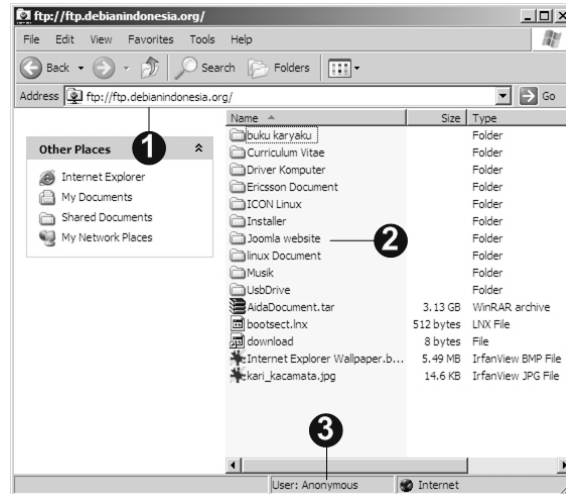 ftp://ftp.debianindonesia.org/
File Edit View Favorites Tools Help
Back Search Folders
Address ftp://ftp.debianindonesia.org/ Go
1
Other Places
Internet Explorer
My Documents
Shared Documents
My Network Places
Name Size Type
buku karyaku Folder
Curriculum Vitae Folder
Driver Komputer Folder
Ericsson Document Folder
ICON Linux Folder
Installer Folder
Joomla website Folder
2
linux Document Folder
Musik Folder
UsbDrive Folder
AidaDocument.tar 3.13 GB WinRAR archive
bootsect.lnx 512 bytes LNX File
download 8 bytes File
Internet Explorer Wallpaper.b... 5.49 MB IrfanView BMP File
kari_kacamata.jpg 14.6 KB IrfanView JPG File
3
User: Anonymous Internet